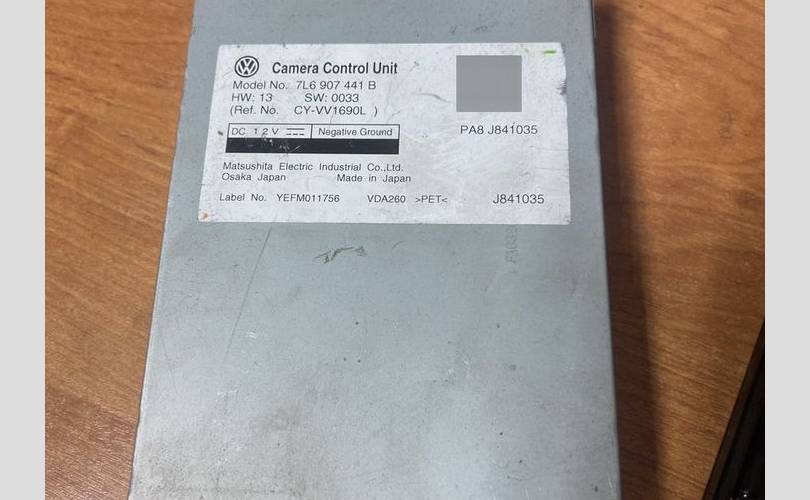 Camera Control Unit
Model No. 7L6 907 441 B
HW: 13 SW: 0033
(Ref. No. CY-VV1690L )
DC 12V Negative Ground
PA8 J841035
Matsushita Electric Industrial Co.,Ltd.
Osaka Japan Made in Japan
Label No. YEFM011756 VDA260 >PET< J841035